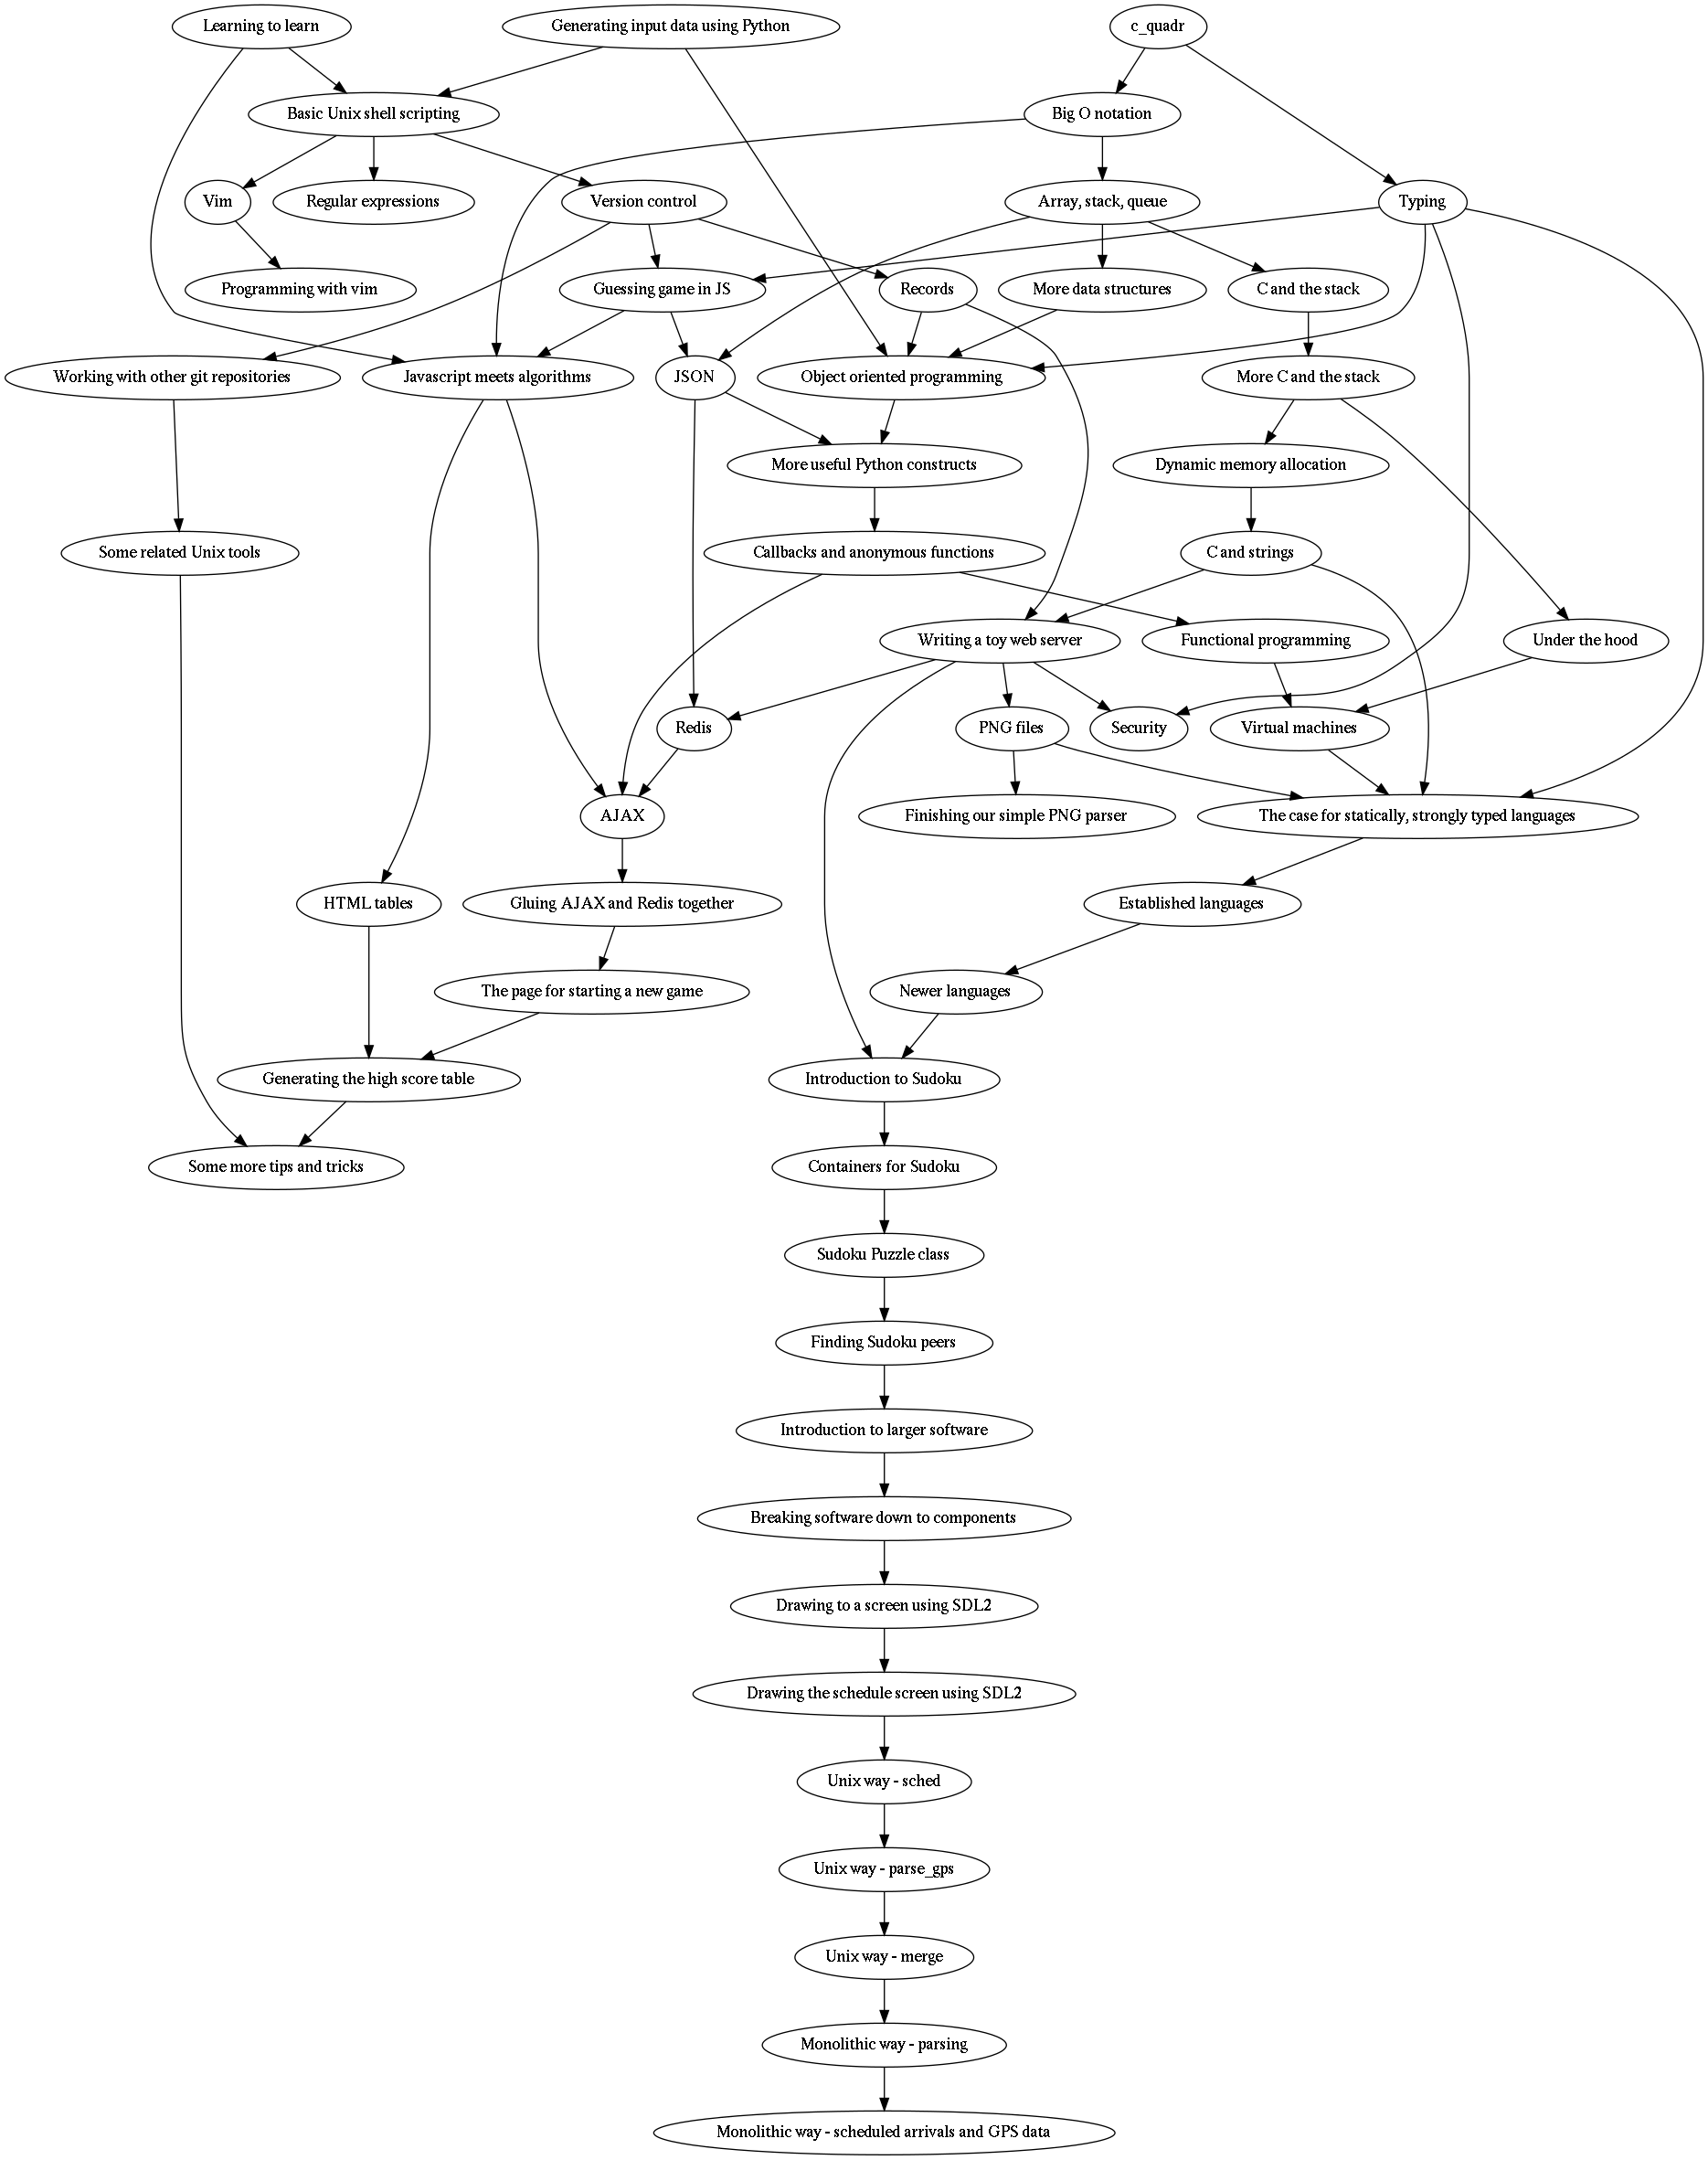 Learning to learn
Generating input data using Python
c_quadr
Basic Unix shell scripting
Big O notation
Vim
Regular expressions
Version control
Array, stack, queue
Typing
Programming with vim
Guessing game in JS
Records
More data structures
C and the stack
Working with other git repositories
Javascript meets algorithms
JSON
Object oriented programming
More C and the stack
More useful Python constructs
Dynamic memory allocation
Some related Unix tools
Callbacks and anonymous functions
C and strings
Writing a toy web server
Functional programming
Under the hood
Redis
PNG files
Security
Virtual machines
AJAX
Finishing our simple PNG parser
The case for statically, strongly typed languages
HTML tables
Gluing AJAX and Redis together
Established languages
The page for starting a new game
Newer languages
Generating the high score table
Introduction to Sudoku
Some more tips and tricks
Containers for Sudoku
Sudoku Puzzle class
Finding Sudoku peers
Introduction to larger software
Breaking software down to components
Drawing to a screen using SDL2
Drawing the schedule screen using SDL2
Unix way - sched
Unix way - parse_gps
Unix way - merge
Monolithic way - parsing
Monolithic way - scheduled arrivals and GPS data